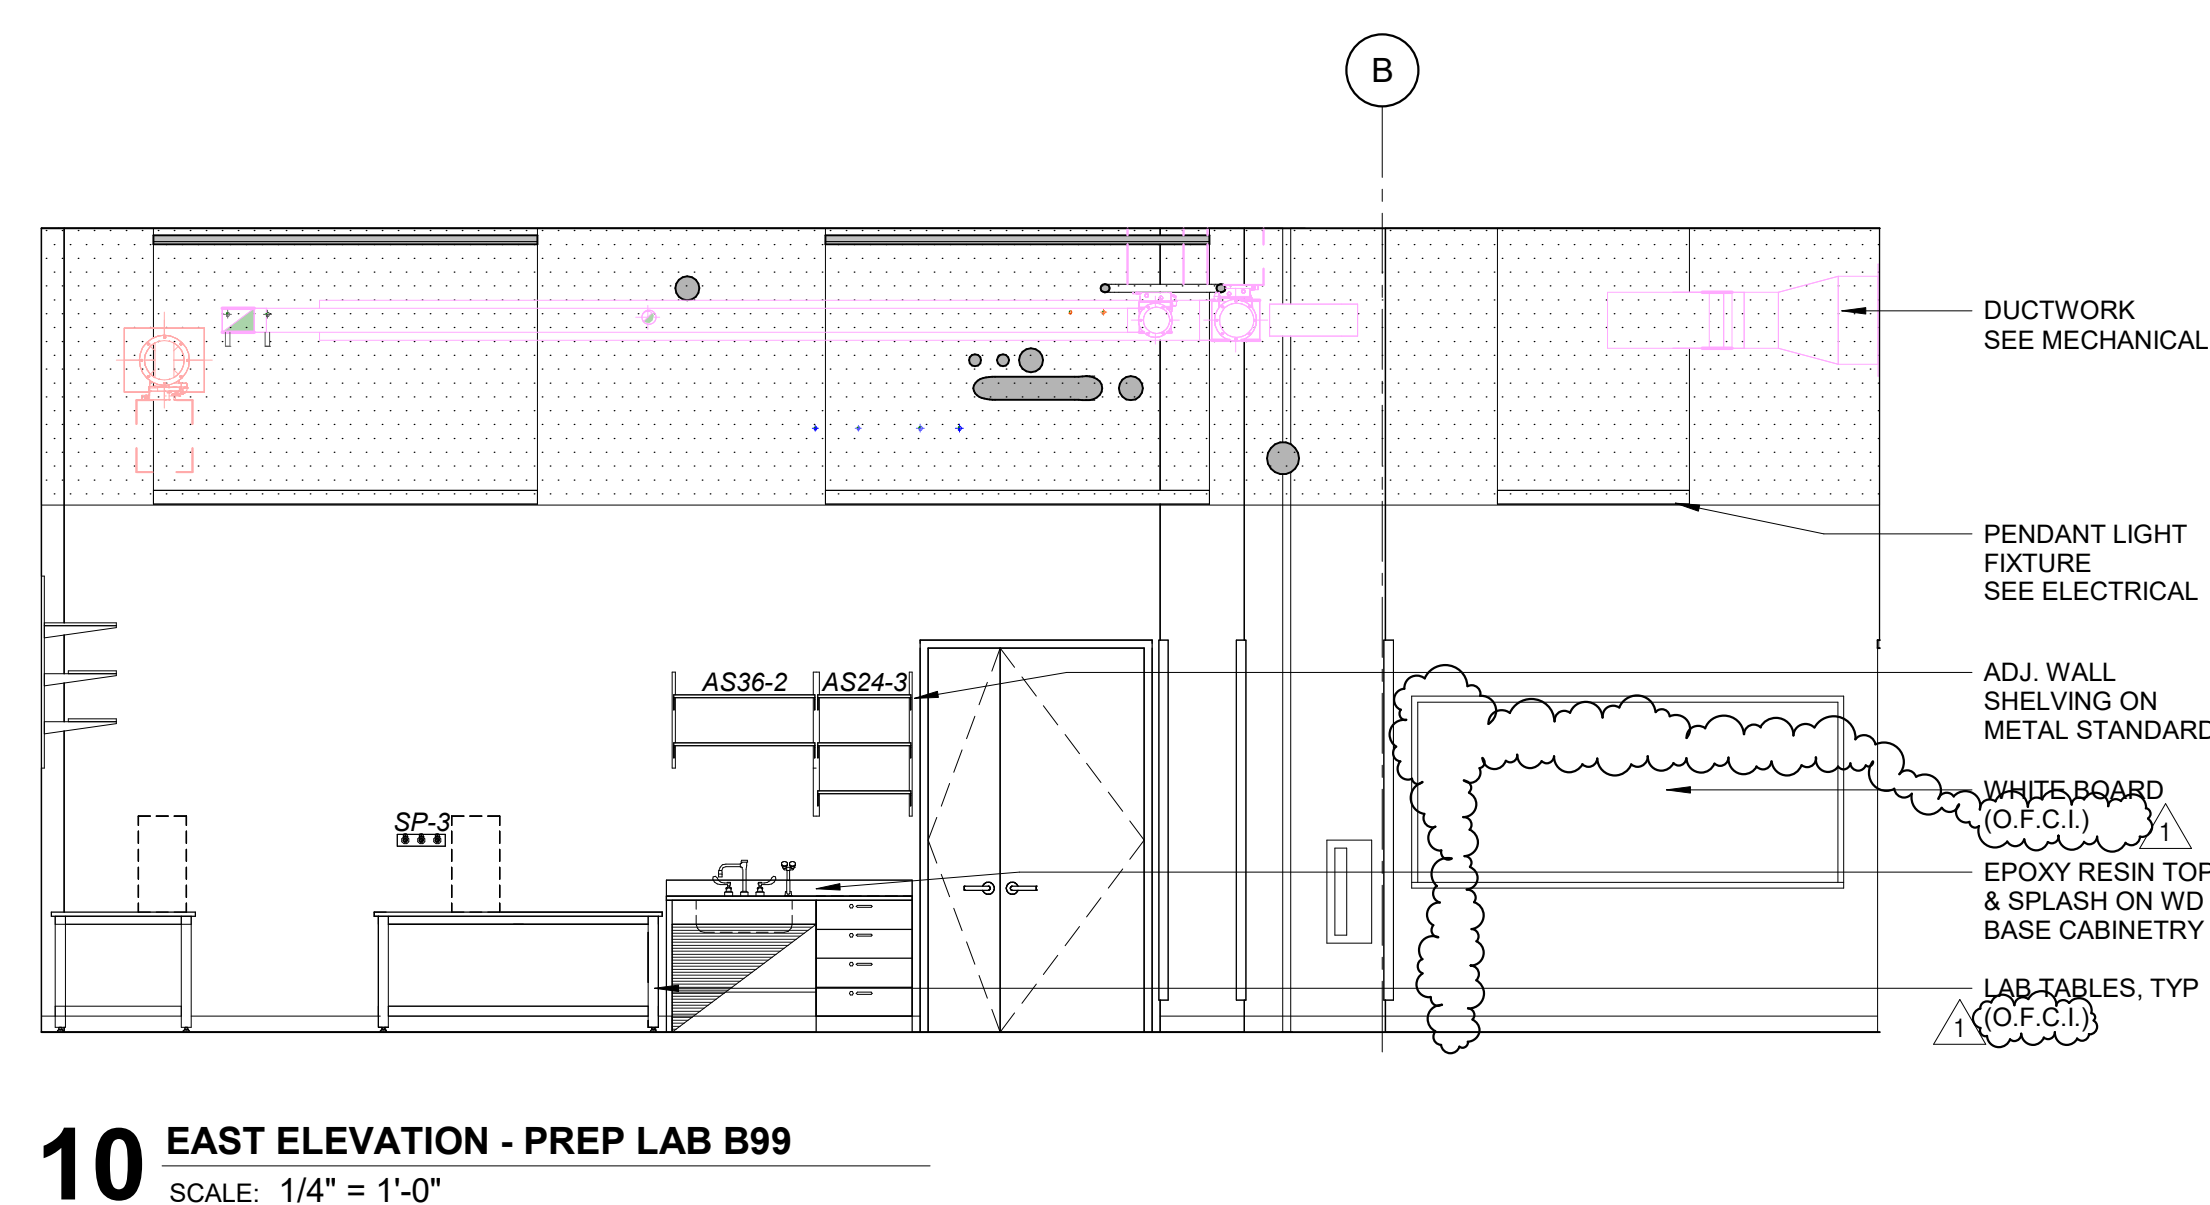 B
DUCTWORK
SEE MECHANICAL
PENDANT LIGHT
FIXTURE
SEE ELECTRICAL
ADJ. WALL
SHELVING ON
METAL STANDARD
AS36-2
AS24-3
WHITE BOARD
(O.F.C.I.)
1
SP-3
EPOXY RESIN TOP
& SPLASH ON WD
BASE CABINETRY
LAB TABLES, TYP
1
(O.F.C.I.)
10
EAST ELEVATION - PREP LAB B99
SCALE: 1/4" = 1'-0"